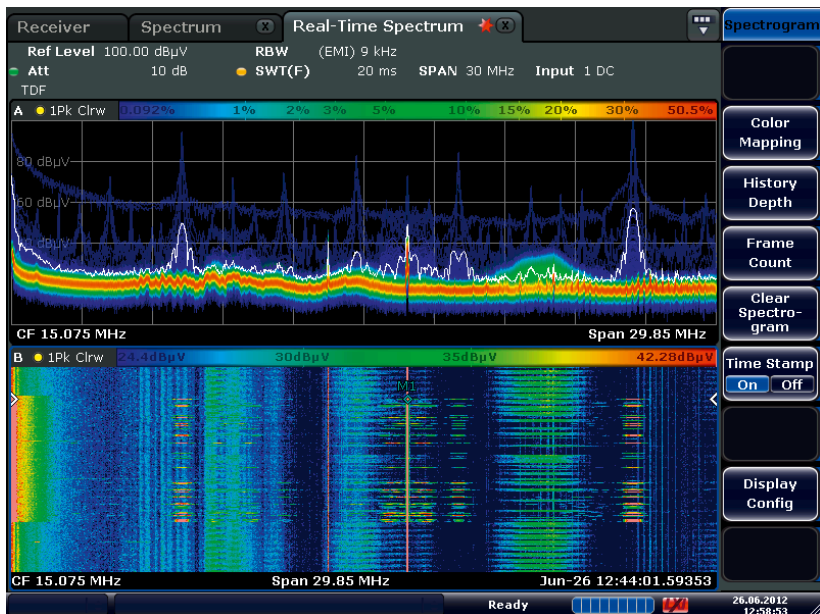 Receiver Spectrum Real-Time Spectrum
Ref Level 100.00 dBµV RBW (EMI) 9 kHz
Att 10 dB SWT(F) 20 ms SPAN 30 MHz Input 1 DC
TDF
A 1Pk Clrw 0.092% 1% 2% 3% 5% 10% 15% 20% 30% 50.5%
80 dBµV
60 dBµV
dBµV
CF 15.075 MHz Span 29.85 MHz
B 1Pk Clrw 24.4dBµV 30dBµV 35dBµV 42.28dBµV
M1
CF 15.075 MHz Span 29.85 MHz Jun-26 12:44:01.59353
Ready
26.06.2012
12:58:53
Spectrogram
Color
Mapping
History
Depth
Frame
Count
Clear
Spectro-
gram
Time Stamp
On Off
Display
Config